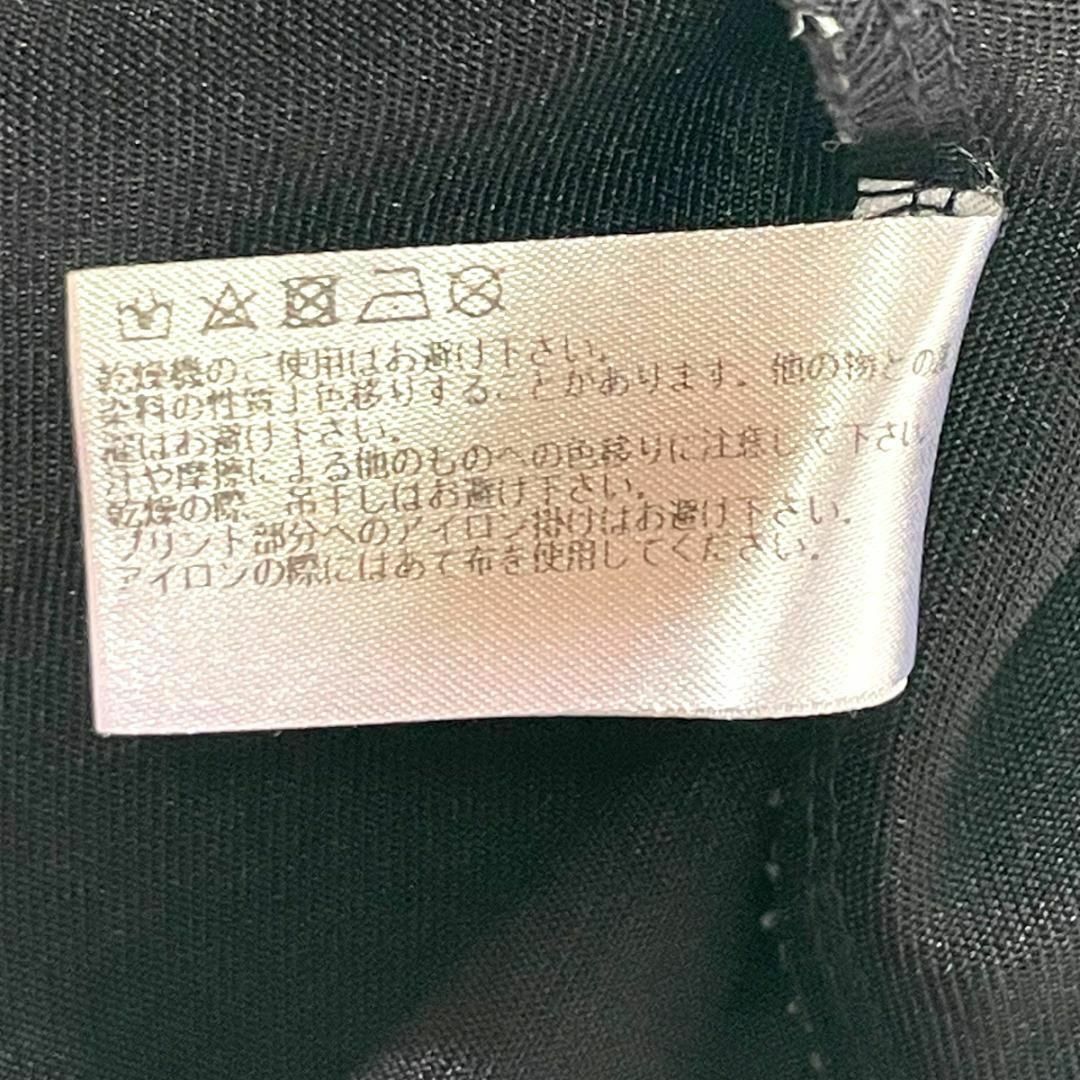 乾燥機のご使用はお避け下さい。
染料の性質上色移りすることがあります。他の物との
濯はお避け下さい。
汗や摩擦による他のものへの色移りに注意して下さい
乾燥の際、吊干しはお避け下さい。
プリント部分へのアイロン掛けはお避け下さい。
アイロンの際にはあて布を使用してください。